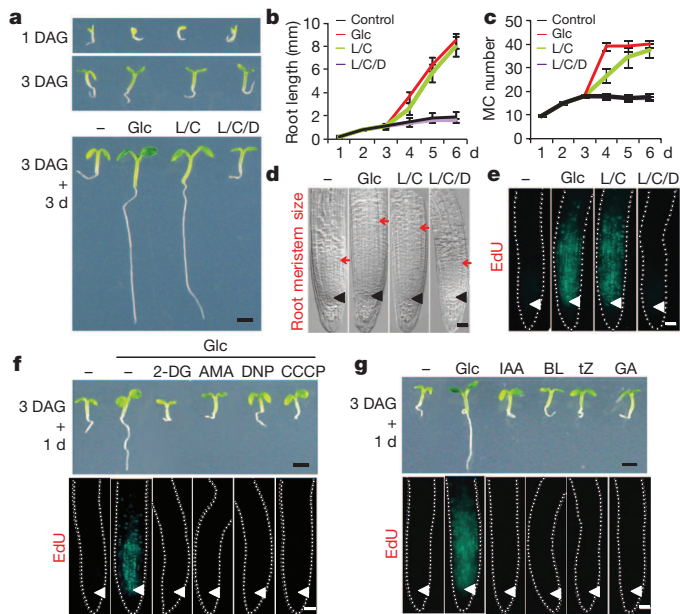 a
1 DAG
3 DAG
– Glc L/C L/C/D
3 DAG
+
3 d
b
Root length (mm)
10
8
6
4
2
0
1 2 3 4 5 6 d
Control
Glc
L/C
L/C/D
c
MC number
50
40
30
20
10
0
1 2 3 4 5 6 d
Control
Glc
L/C
L/C/D
d
– Glc L/C L/C/D
Root meristem size
e
– Glc L/C L/C/D
EdU
f
Glc
– – 2-DG AMA DNP CCCP
3 DAG
+
1 d
EdU
g
– Glc IAA BL tZ GA
3 DAG
+
1 d
EdU